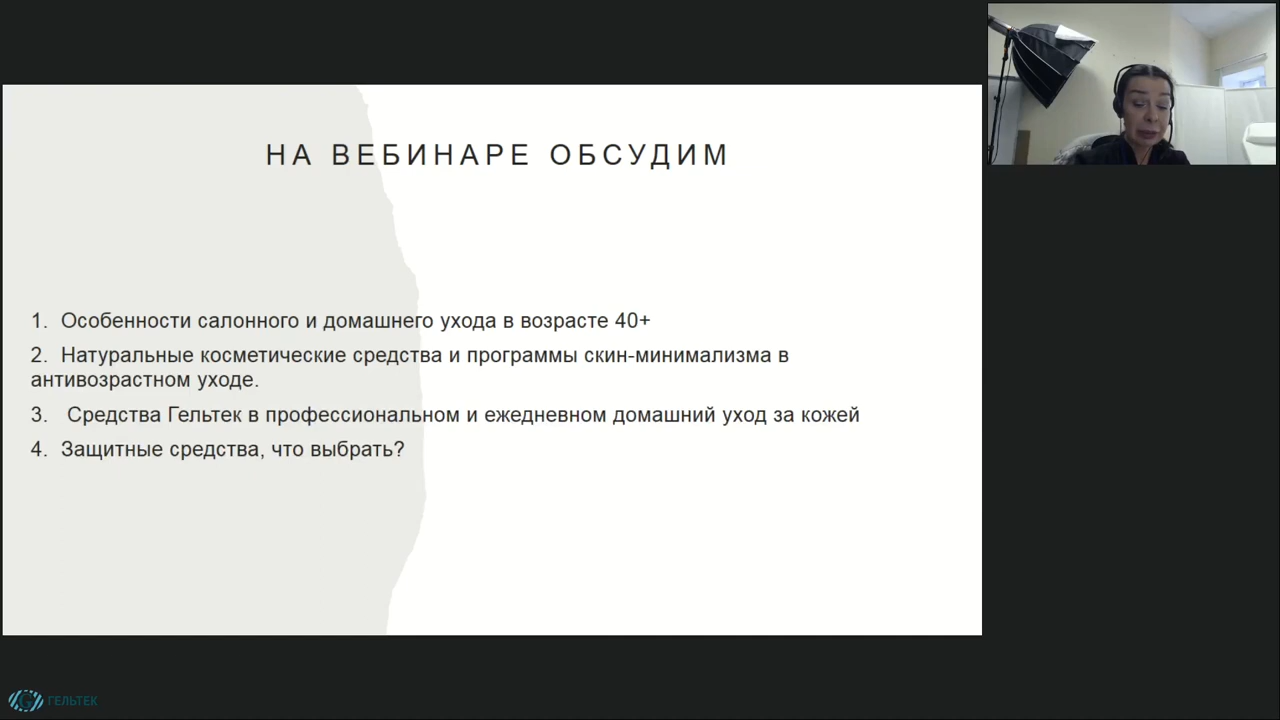 НА ВЕБИНАРЕ ОБСУДИМ
1. Особенности салонного и домашнего ухода в возрасте 40+
2. Натуральные косметические средства и программы скин-минимализма в
антивозрастном уходе.
3. Средства Гельтек в профессиональном и ежедневном домашний уход за кожей
4. Защитные средства, что выбрать?
ГЕЛЬТЕК